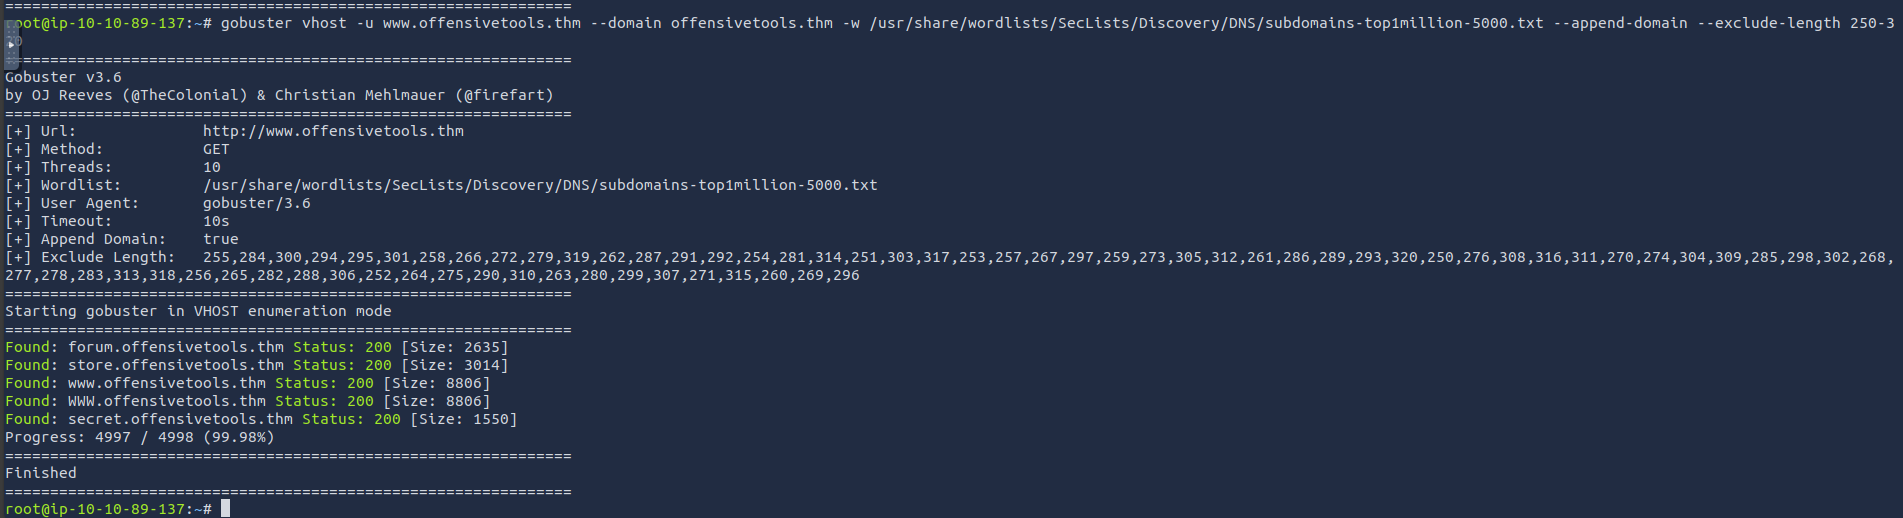 ================================================================
root@ip-10-10-89-137:~# gobuster vhost -u www.offensivetools.thm --domain offensivetools.thm -w /usr/share/wordlists/SecLists/Discovery/DNS/subdomains-top1million-5000.txt --append-domain --exclude-length 250-3
20
===============================================================
Gobuster v3.6
by OJ Reeves (@TheColonial) & Christian Mehlmauer (@firefart)
===============================================================
[+] Url:              http://www.offensivetools.thm
[+] Method:           GET
[+] Threads:          10
[+] Wordlist:         /usr/share/wordlists/SecLists/Discovery/DNS/subdomains-top1million-5000.txt
[+] User Agent:       gobuster/3.6
[+] Timeout:          10s
[+] Append Domain:    true
[+] Exclude Length:   255,284,300,294,295,301,258,266,272,279,319,262,287,291,292,254,281,314,251,303,317,253,257,267,297,259,273,305,312,261,286,289,293,320,250,276,308,316,311,270,274,304,309,285,298,302,268,
277,278,283,313,318,256,265,282,288,306,252,264,275,290,310,263,280,299,307,271,315,260,269,296
===============================================================
Starting gobuster in VHOST enumeration mode
===============================================================
Found: forum.offensivetools.thm Status: 200 [Size: 2635]
Found: store.offensivetools.thm Status: 200 [Size: 3014]
Found: www.offensivetools.thm Status: 200 [Size: 8806]
Found: WWW.offensivetools.thm Status: 200 [Size: 8806]
Found: secret.offensivetools.thm Status: 200 [Size: 1550]
Progress: 4997 / 4998 (99.98%)
===============================================================
Finished
===============================================================
root@ip-10-10-89-137:~#